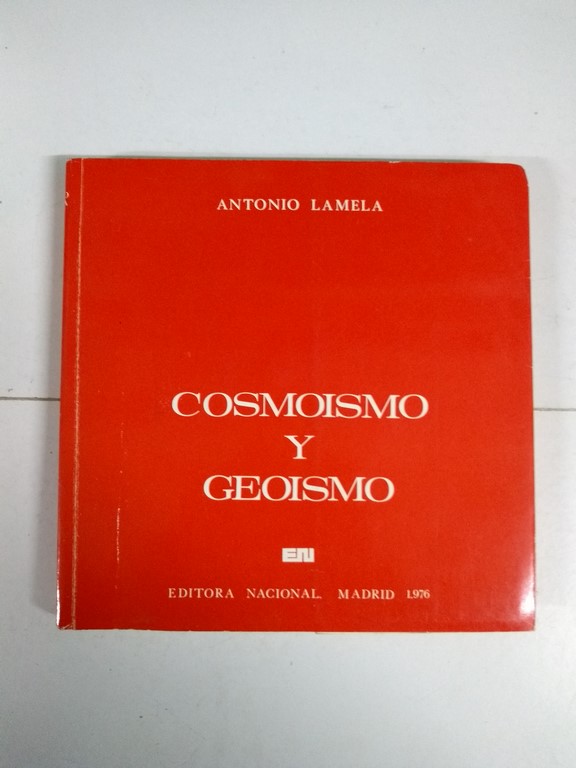 ANTONIO LAMELA
COSMOISMO
Y
GEOISMO
EN
EDITORA NACIONAL. MADRID 1.976